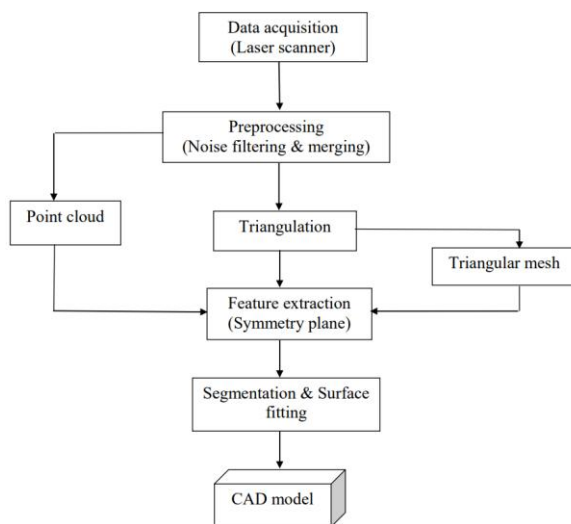 Data acquisition
(Laser scanner)
Preprocessing
(Noise filtering & merging)
Point cloud
Triangulation
Triangular mesh
Feature extraction
(Symmetry plane)
Segmentation & Surface
fitting
CAD model